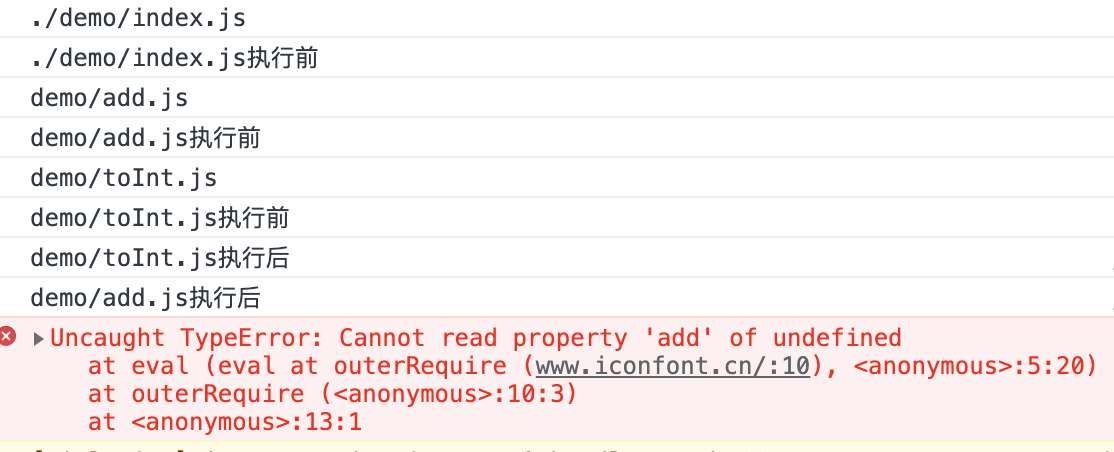 ./demo/index.js
./demo/index.js执行前
demo/add.js
demo/add.js执行前
demo/toInt.js
demo/toInt.js执行前
demo/toInt.js执行后
demo/add.js执行后
Uncaught TypeError: Cannot read property 'add' of undefined
at eval (eval at outerRequire (www.iconfont.cn/:10), <anonymous>:5:20)
at outerRequire (<anonymous>:10:3)
at <anonymous>:13:1